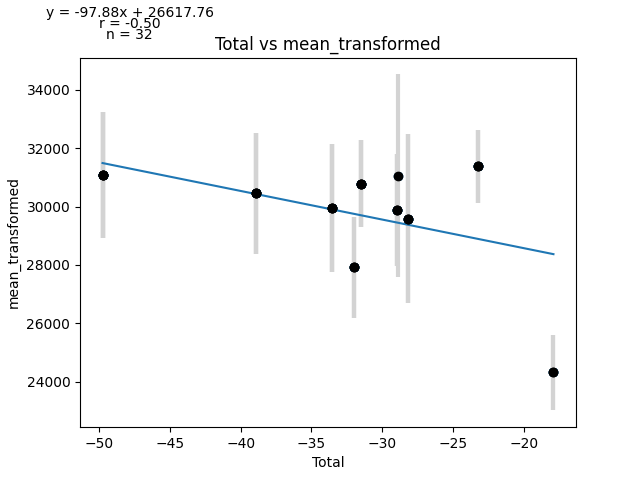 y = -97.88x + 26617.76
r = -0.50
n = 32
Total vs mean_transformed
34000
32000
30000
28000
26000
24000
mean_transformed
−50
−45
−40
−35
−30
−25
−20
Total